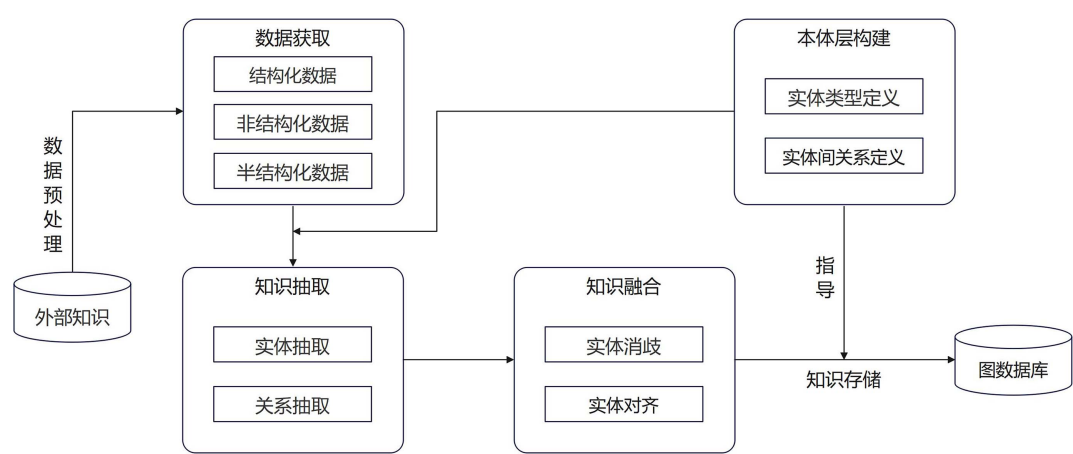 数据获取
结构化数据
非结构化数据
半结构化数据
本体层构建
实体类型定义
实体间关系定义
数据预处理
外部知识
知识抽取
实体抽取
关系抽取
知识融合
实体消歧
实体对齐
指导
知识存储
图数据库